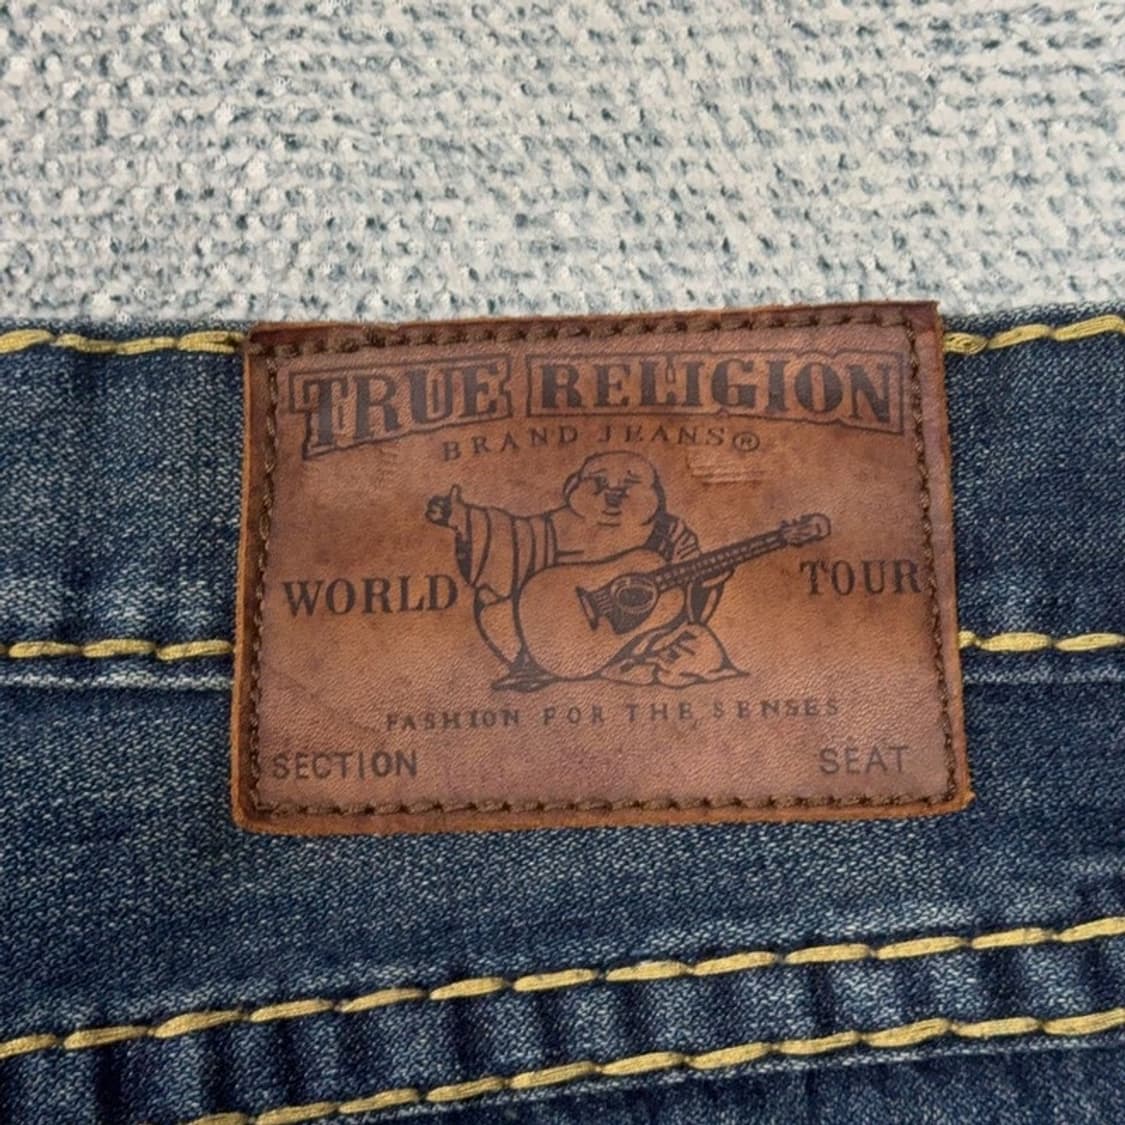 TRUE RELIGION
BRAND JEANS®
WORLD TOUR
FASHION FOR THE SENSES
SECTION SEAT